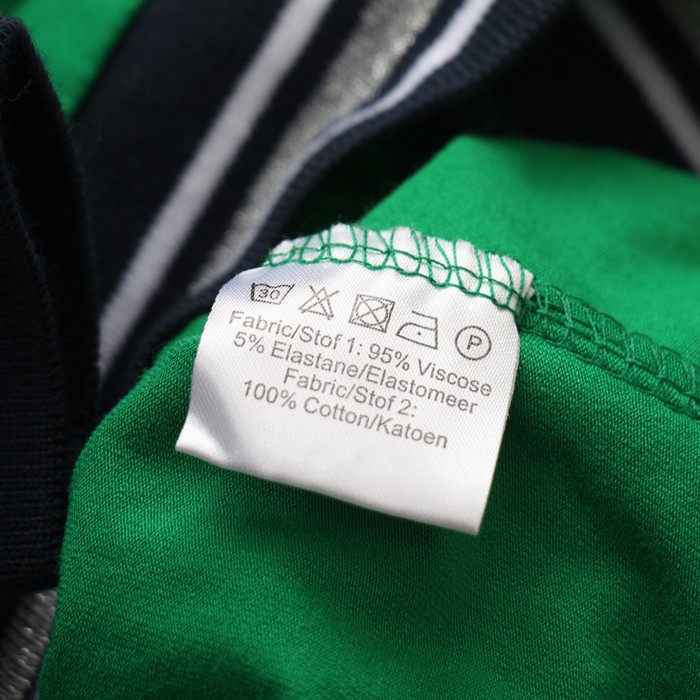 30 P
Fabric/Stof 1: 95% Viscose
5% Elastane/Elastomeer
Fabric/Stof 2:
100% Cotton/Katoen